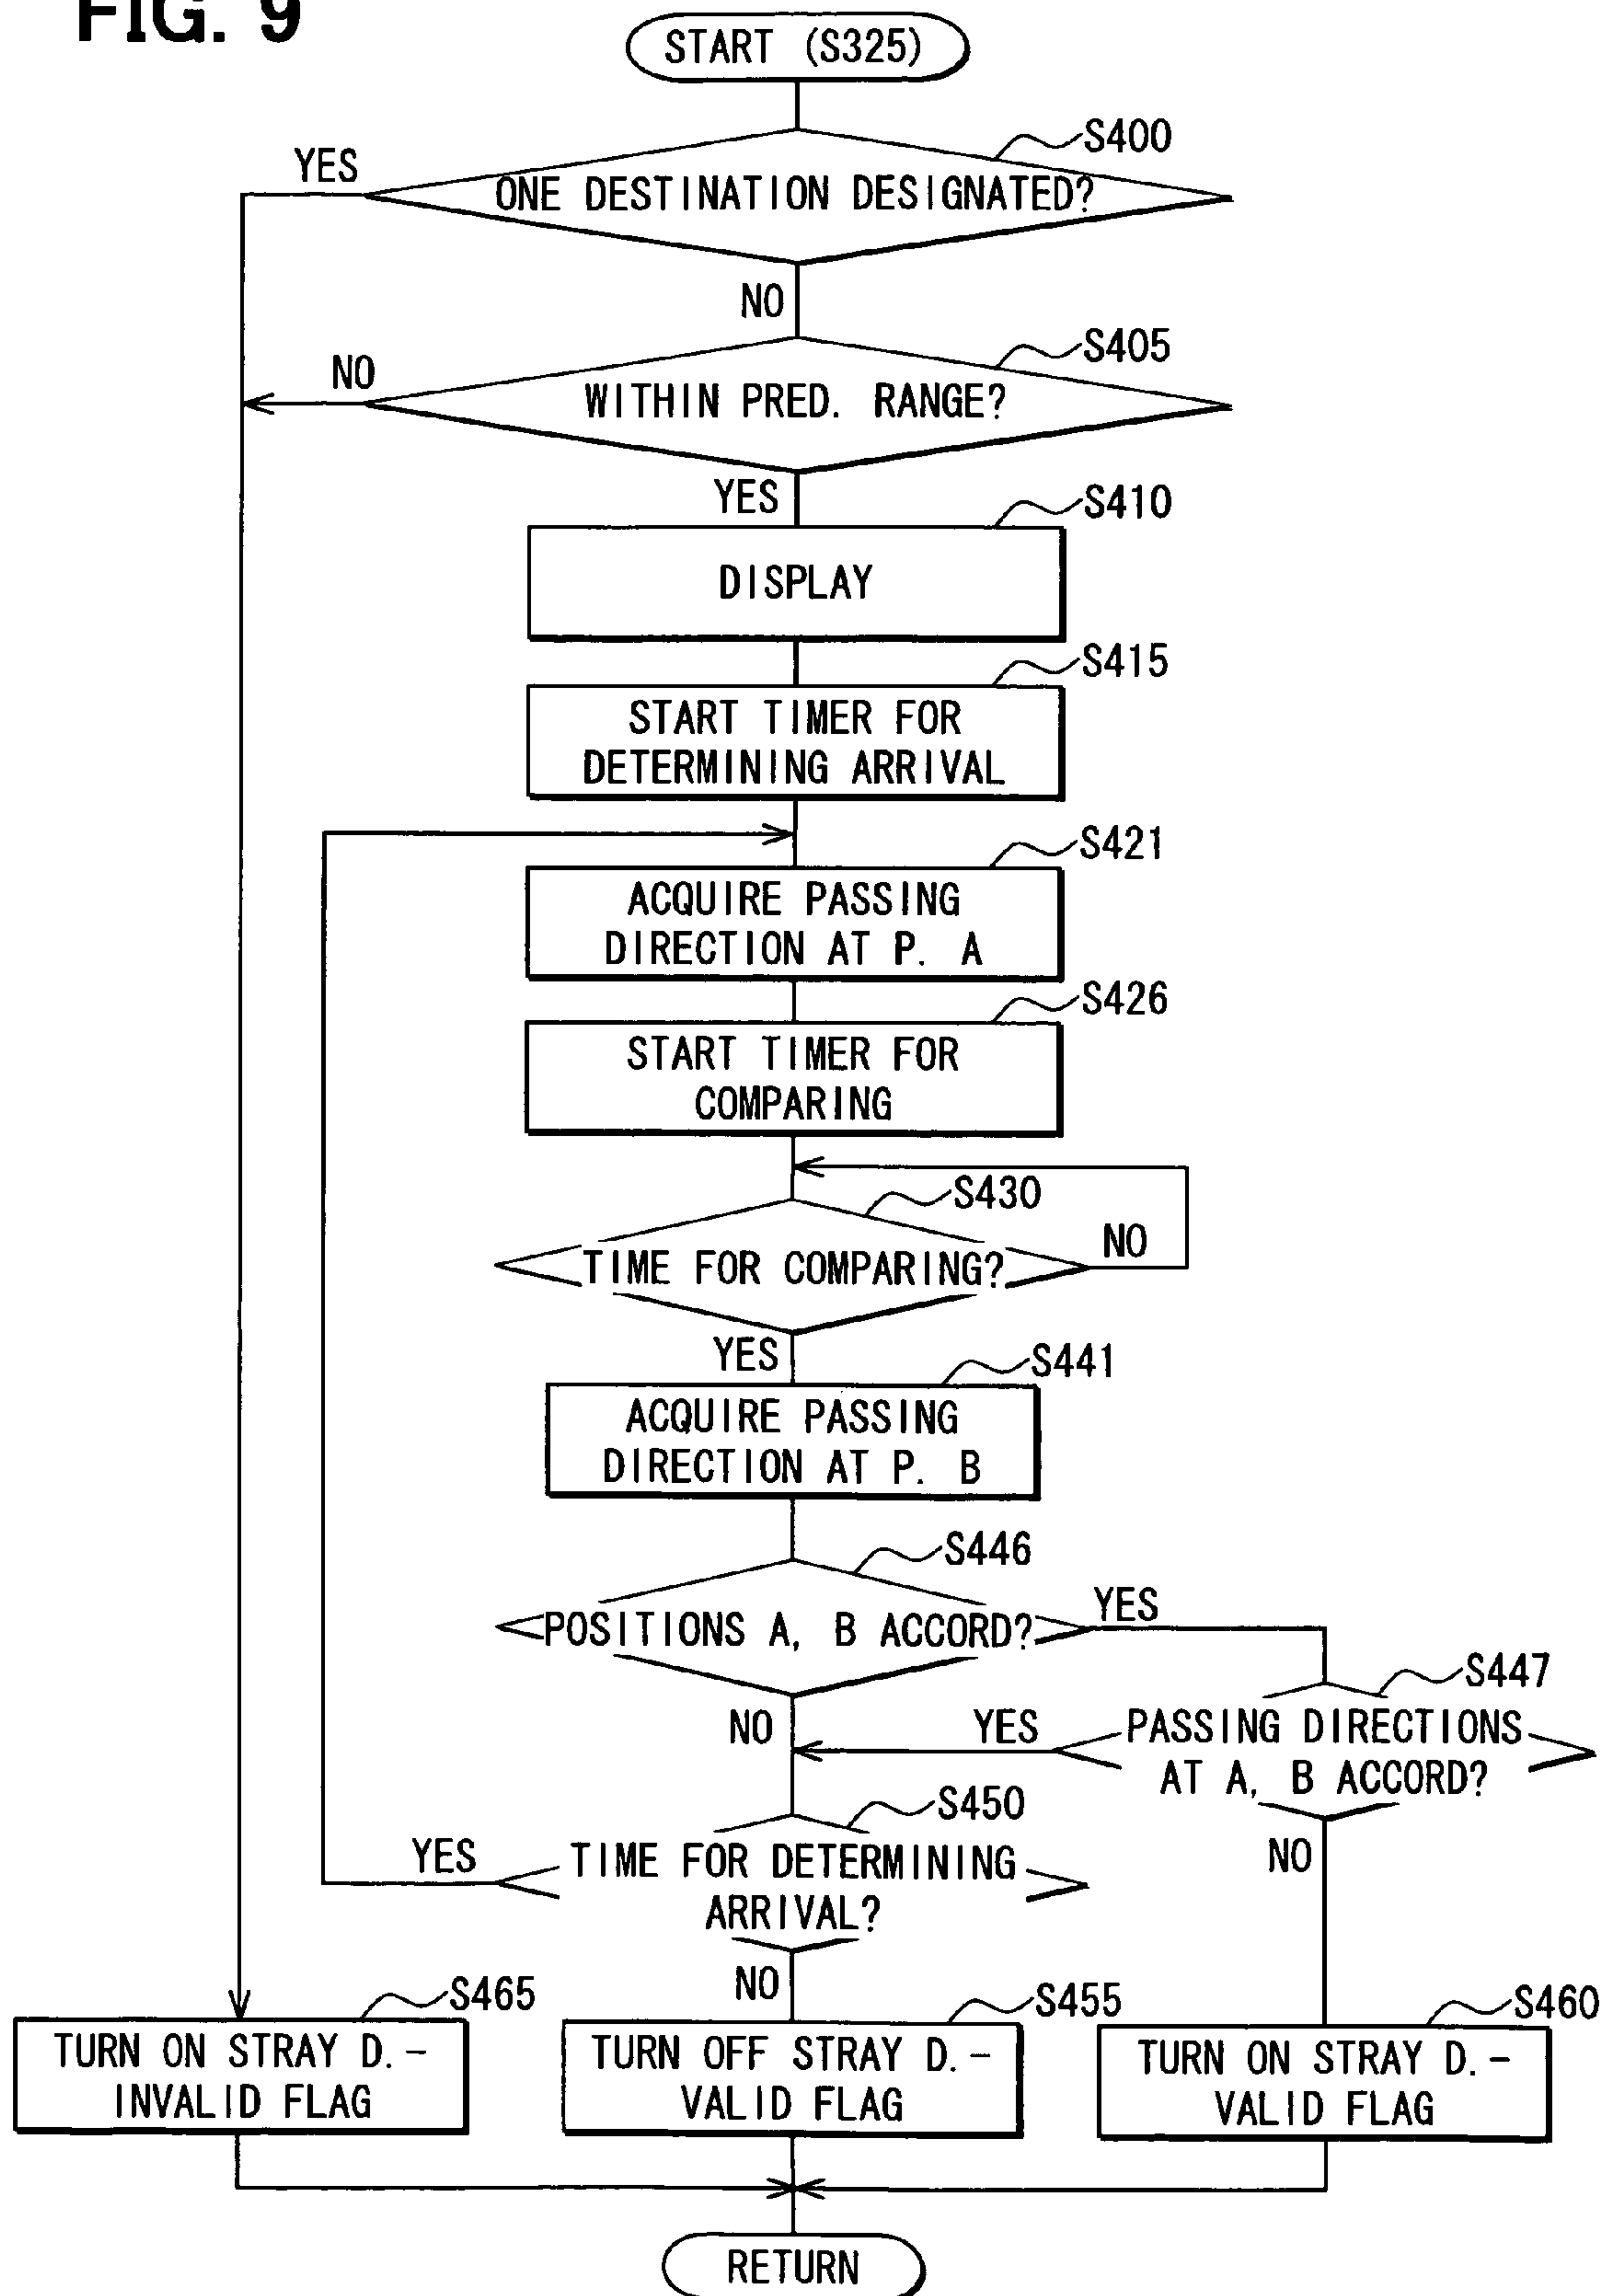 FIG. 9
START (S325)
S400
YES
ONE DESTINATION DESIGNATED?
NO
S405
NO
WITHIN PRED. RANGE?
YES
S410
DISPLAY
S415
START TIMER FOR
DETERMINING ARRIVAL
S421
ACQUIRE PASSING
DIRECTION AT P. A
S426
START TIMER FOR
COMPARING
S430
NO
TIME FOR COMPARING?
YES
S441
ACQUIRE PASSING
DIRECTION AT P. B
S446
YES
POSITIONS A, B ACCORD?
S447
NO
YES
PASSING DIRECTIONS
AT A, B ACCORD?
S450
YES
TIME FOR DETERMINING
ARRIVAL?
NO
NO
S465
TURN ON STRAY D.-
INVALID FLAG
S455
TURN OFF STRAY D.-
VALID FLAG
S460
TURN ON STRAY D.-
VALID FLAG
RETURN